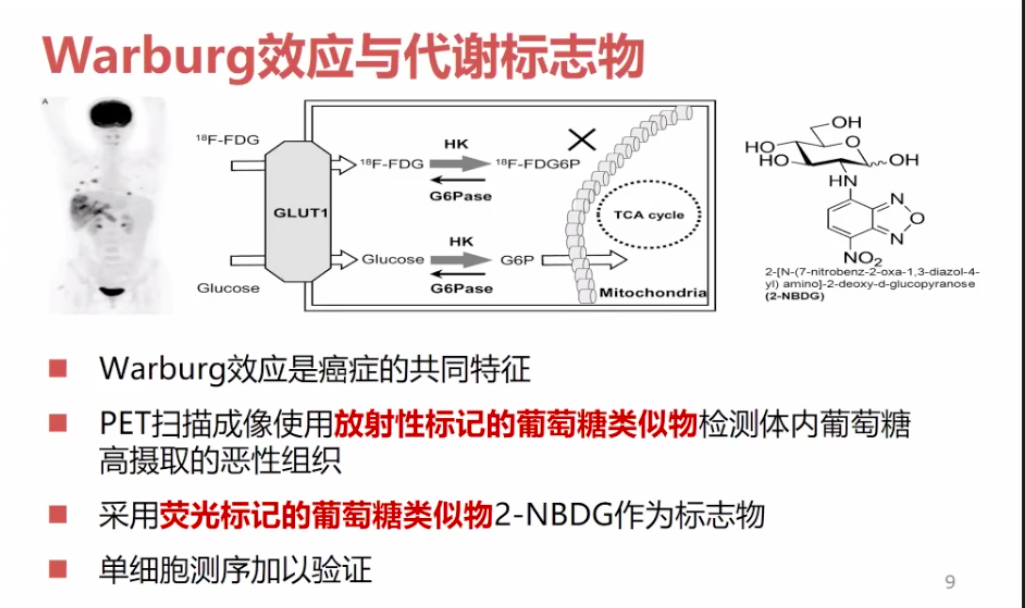 Warburg效应与代谢标志物
A
¹⁸F-FDG
GLUT1
Glucose
¹⁸F-FDG
HK
G6Pase
¹⁸F-FDG6P
Glucose
HK
G6Pase
G6P
TCA cycle
Mitochondria
OH
HO
HO
O
OH
HN
N
O
N
NO₂
2-[N-(7-nitrobenz-2-oxa-1,3-diazol-4-
yl) amino]-2-deoxy-d-glucopyranose
(2-NBDG)
Warburg效应是癌症的共同特征
PET扫描成像使用放射性标记的葡萄糖类似物检测体内葡萄糖
高摄取的恶性组织
采用荧光标记的葡萄糖类似物2-NBDG作为标志物
单细胞测序加以验证
9